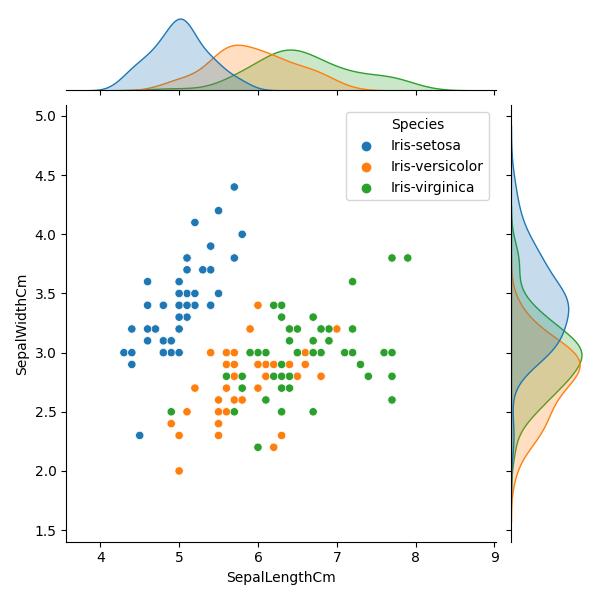 5.0
4.5
4.0
3.5
3.0
2.5
2.0
1.5
SepalWidthCm
Species
Iris-setosa
Iris-versicolor
Iris-virginica
4 5 6 7 8 9
SepalLengthCm